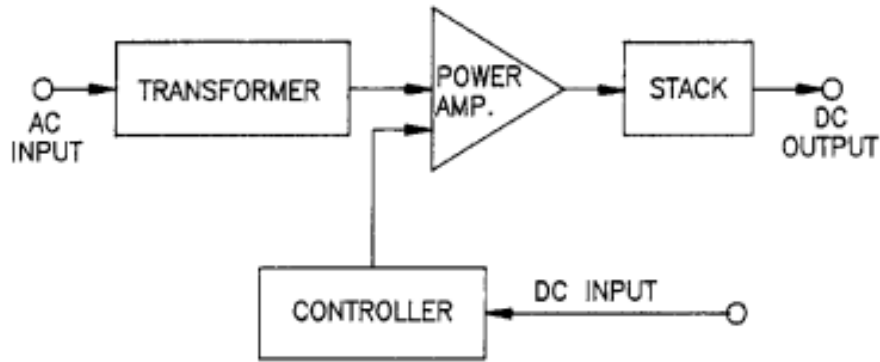 TRANSFORMER
POWER
AMP.
STACK
AC
INPUT
DC
OUTPUT
CONTROLLER
DC INPUT